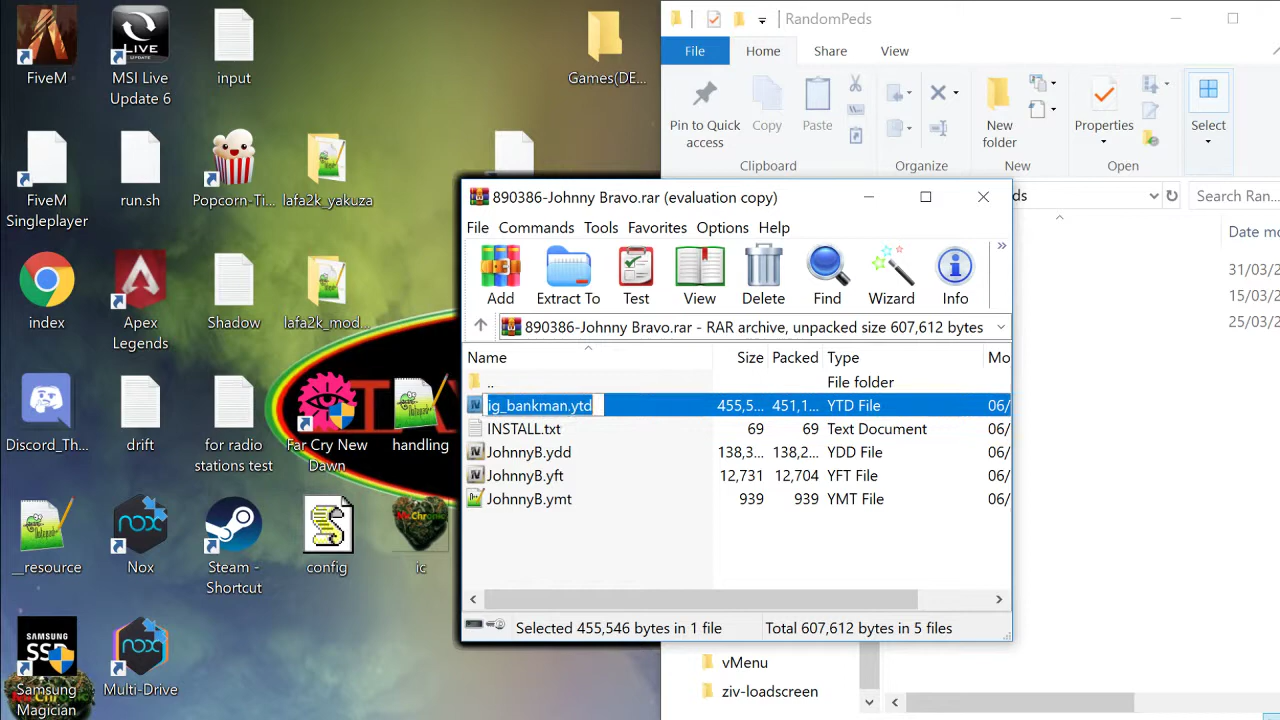 FiveM
MSI Live
Update 6
input
Games(DE...
FiveM
Singleplayer
run.sh
Popcorn-Ti...
lafa2k_yakuza
index
Apex
Legends
Shadow
lafa2k_mod...
Discord_Th...
drift
for radio
stations test
Far Cry New
Dawn
handling
__resource
Nox
Steam -
Shortcut
config
ic
Samsung
Magician
Multi-Drive
LIVE
UPDATE
SAMSUNG
SSD
RandomPeds
File
Home
Share
View
Pin to Quick
access
Copy
Paste
New
folder
Properties
Select
Clipboard
Organize
New
Open
ds
Search Ran...
Date mo
31/03/2
15/03/2
25/03/2
890386-Johnny Bravo.rar (evaluation copy)
File Commands Tools Favorites Options Help
Add Extract To Test View Delete Find Wizard Info
890386-Johnny Bravo.rar - RAR archive, unpacked size 607,612 bytes
Name Size Packed Type Mo
.. File folder
ig_bankman.ytd 455,5... 451,1... YTD File 06/
INSTALL.tx 69 69 Text Document 06/
JohnnyB.ydd 138,3... 138,2... YDD File 06/
JohnnyB.yft 12,731 12,704 YFT File 06/
JohnnyB.ymt 939 939 YMT File 06/
Selected 455,546 bytes in 1 file
Total 607,612 bytes in 5 files
vMenu
ziv-loadscreen